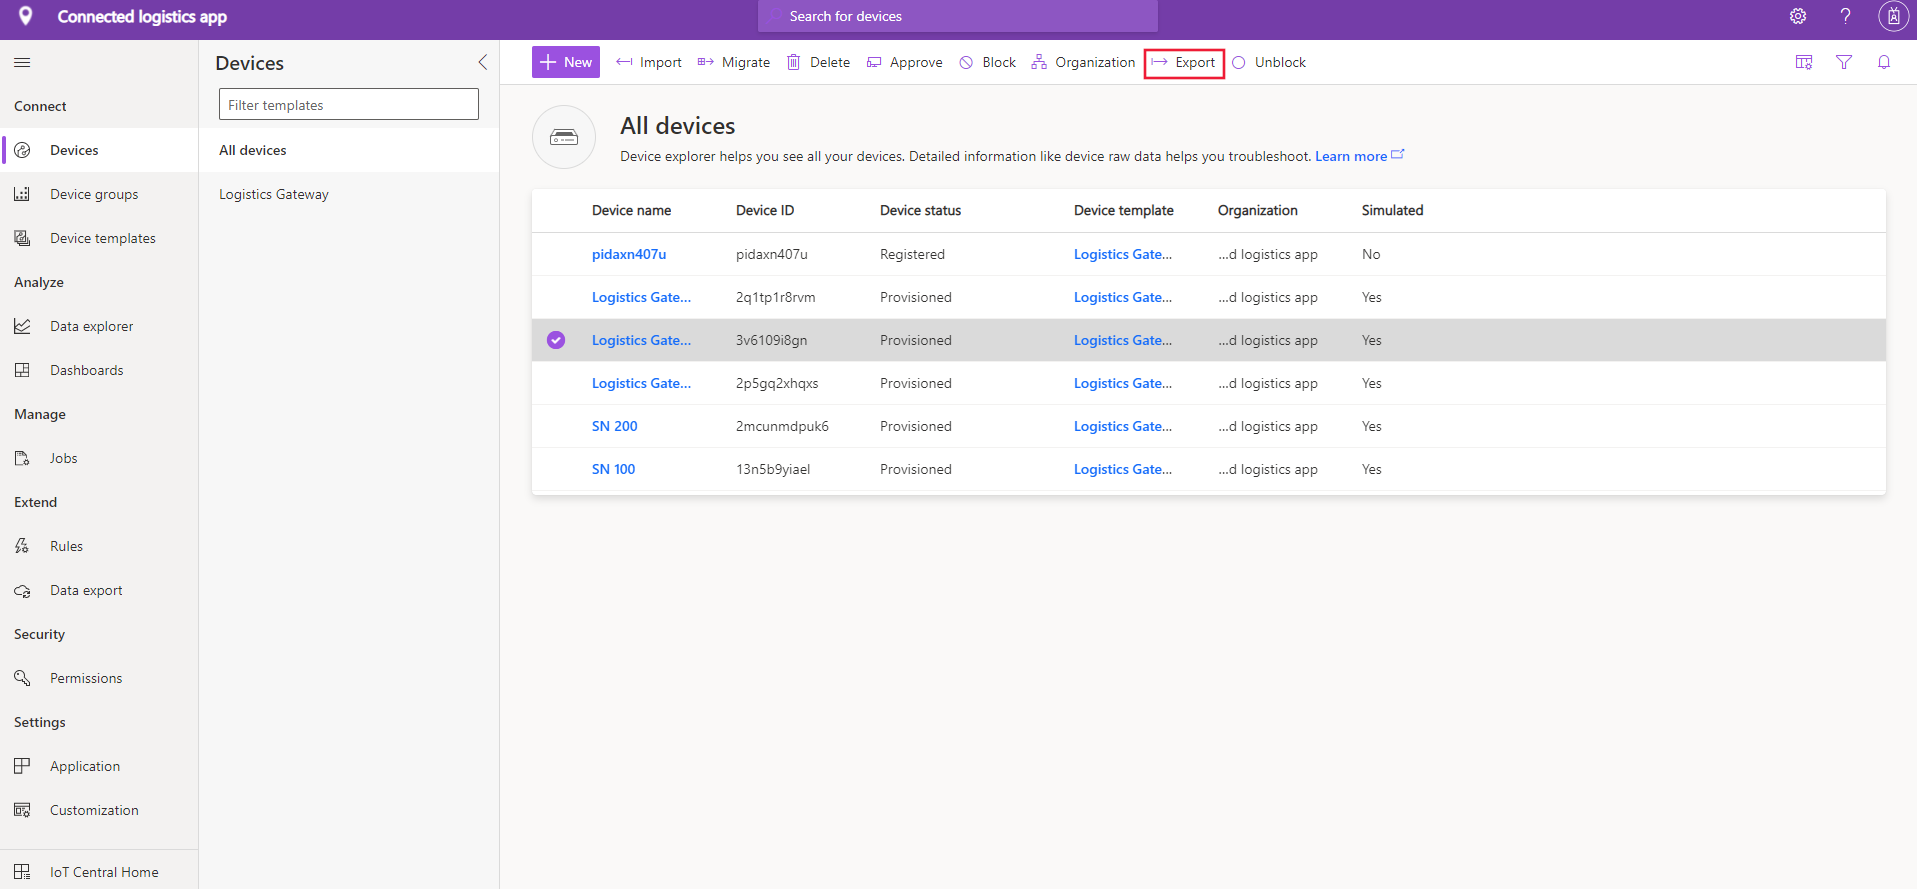 Connected logistics app
Search for devices
?
Connect
Devices
Device groups
Device templates
Analyze
Data explorer
Dashboards
Manage
Jobs
Extend
Rules
Data export
Security
Permissions
Settings
Application
Customization
IoT Central Home
Devices
Filter templates
All devices
Logistics Gateway
New Import Migrate Delete Approve Block Organization Export Unblock
All devices
Device explorer helps you see all your devices. Detailed information like device raw data helps you troubleshoot. Learn more
Device name Device ID Device status Device template Organization Simulated
pidaxn407u pidaxn407u Registered Logistics Gate... ...d logistics app No
Logistics Gate... 2q1tp1r8rvm Provisioned Logistics Gate... ...d logistics app Yes
Logistics Gate... 3v6109i8gn Provisioned Logistics Gate... ...d logistics app Yes
Logistics Gate... 2p5gq2xhqxs Provisioned Logistics Gate... ...d logistics app Yes
SN 200 2mcunmdpuk6 Provisioned Logistics Gate... ...d logistics app Yes
SN 100 13n5b9yiael Provisioned Logistics Gate... ...d logistics app Yes